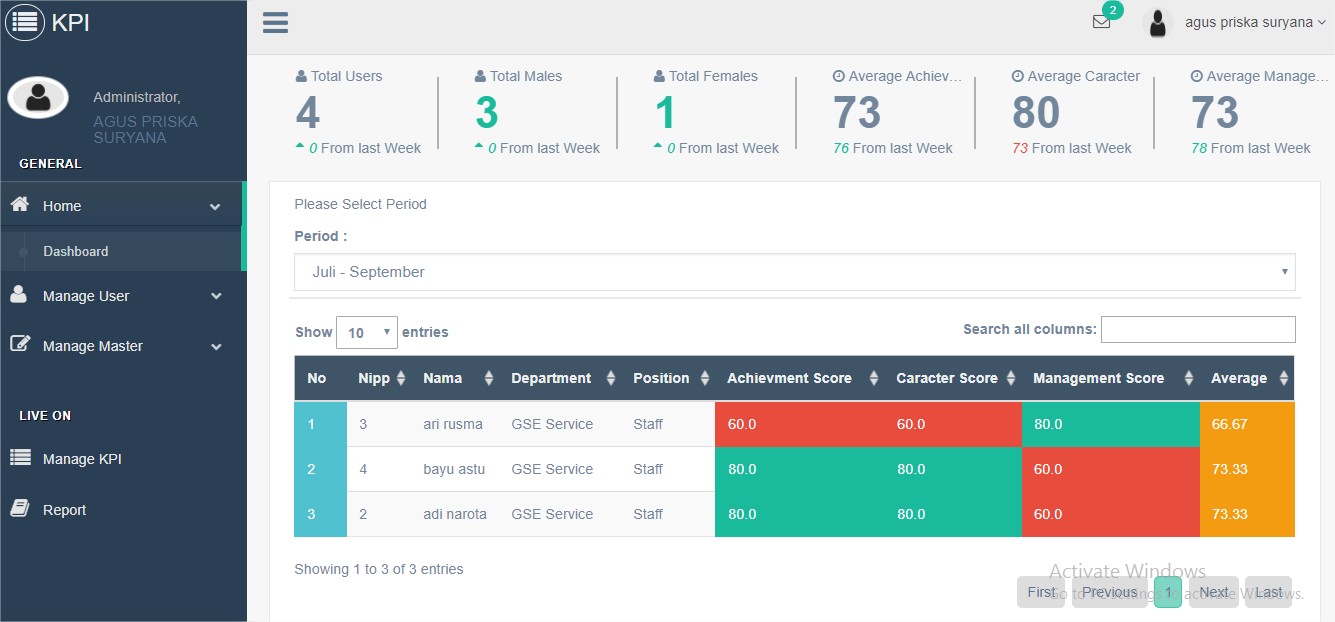 KPI
2
agus priska suryana
Administrator,
AGUS PRISKA
SURYANA
GENERAL
Home
Dashboard
Manage User
Manage Master
LIVE ON
Manage KPI
Report
Total Users
4
0 From last Week
Total Males
3
0 From last Week
Total Females
1
0 From last Week
Average Achiev...
73
76 From last Week
Average Caracter
80
73 From last Week
Average Manage...
73
78 From last Week
Please Select Period
Period :
Juli - September
Show 10 entries
Search all columns:
No Nipp Nama Department Position Achievment Score Caracter Score Management Score Average
1 3 ari rusma GSE Service Staff 60.0 60.0 80.0 66.67
2 4 bayu astu GSE Service Staff 80.0 80.0 60.0 73.33
3 2 adi narota GSE Service Staff 80.0 80.0 60.0 73.33
Showing 1 to 3 of 3 entries
Activate Windows
Go to PC settings to activate Windows.
First Previous 1 Next Last